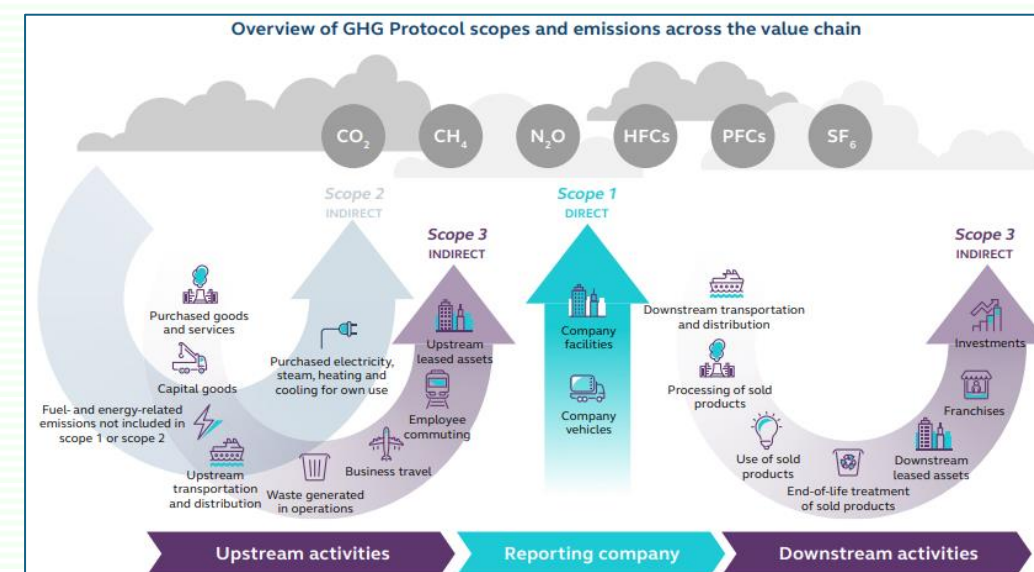 Overview of GHG Protocol scopes and emissions across the value chain
CO₂
CH₄
N₂O
HFCs
PFCs
SF₆
Scope 2
INDIRECT
Scope 1
DIRECT
Scope 3
INDIRECT
Scope 3
INDIRECT
Purchased goods
and services
Capital goods
Fuel- and energy-related
emissions not included in
scope 1 or scope 2
Upstream
transportation
and distribution
Waste generated
in operations
Business travel
Employee
commuting
Upstream
leased assets
Purchased electricity,
steam, heating and
cooling for own use
Company
facilities
Company
vehicles
Downstream transportation
and distribution
Processing of sold
products
Use of sold
products
End-of-life treatment
of sold products
Downstream
leased assets
Franchises
Investments
Upstream activities
Reporting company
Downstream activities